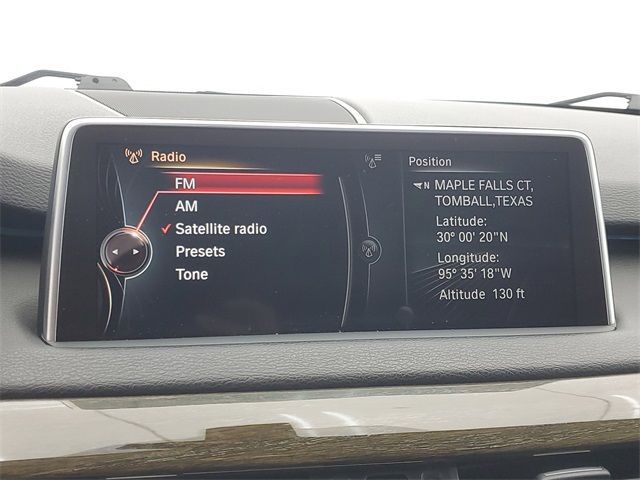 Radio
FM
AM
✓ Satellite radio
Presets
Tone
Position
N MAPLE FALLS CT,
TOMBALL,TEXAS
Latitude:
30° 00' 20"N
Longitude:
95° 35' 18"W
Altitude 130 ft